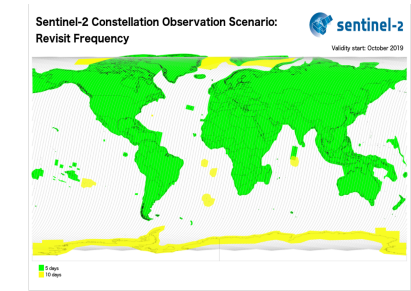 Sentinel-2 Constellation Observation Scenario:
Revisit Frequency
sentinel-2
Validity start: October 2019
5 days
10 days